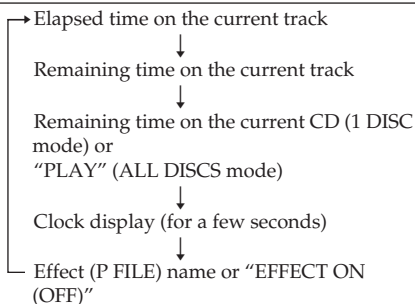 Elapsed time on the current track
Remaining time on the current track
Remaining time on the current CD (1 DISC
mode) or
“PLAY” (ALL DISCS mode)
Clock display (for a few seconds)
Effect (P FILE) name or “EFFECT ON
(OFF)”